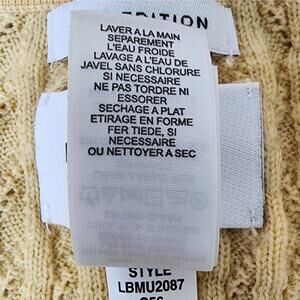 EDITION
LAVER A LA MAIN
SEPAREMENT
L'EAU FROIDE
LAVAGE A L'EAU DE
JAVEL SANS CHLORURE
SI NECESSAIRE
NE PAS TORDRE NI
ESSORER
SECHAGE A PLAT
ETIRAGE EN FORME
FER TIEDE, SI
NECESSAIRE
OU NETTOYER A SEC
STYLE
LBMU2087